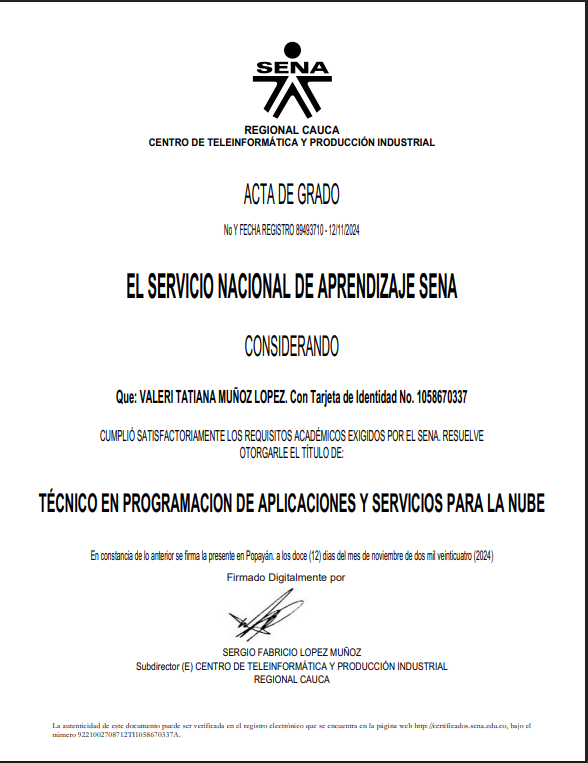 SENA
REGIONAL CAUCA
CENTRO DE TELEINFORMÁTICA Y PRODUCCIÓN INDUSTRIAL
ACTA DE GRADO
No Y FECHA REGISTRO 89493710 - 12/11/2024
EL SERVICIO NACIONAL DE APRENDIZAJE SENA
CONSIDERANDO
Que: VALERI TATIANA MUÑOZ LOPEZ. Con Tarjeta de Identidad No. 1058670337
CUMPLIÓ SATISFACTORIAMENTE LOS REQUISITOS ACADÉMICOS EXIGIDOS POR EL SENA. RESUELVE
OTORGARLE EL TÍTULO DE:
TÉCNICO EN PROGRAMACION DE APLICACIONES Y SERVICIOS PARA LA NUBE
En constancia de lo anterior se firma la presente en Popayán. a los doce (12) días del mes de noviembre de dos mil veinticuatro (2024)
Firmado Digitalmente por
SERGIO FABRICIO LOPEZ MUÑOZ
Subdirector (E) CENTRO DE TELEINFORMÁTICA Y PRODUCCIÓN INDUSTRIAL
REGIONAL CAUCA
La autenticidad de este documento puede ser verificada en el registro electrónico que se encuentra en la página web http://certificados.sena.edu.co, bajo el
número 9221002708712TI1058670337A.